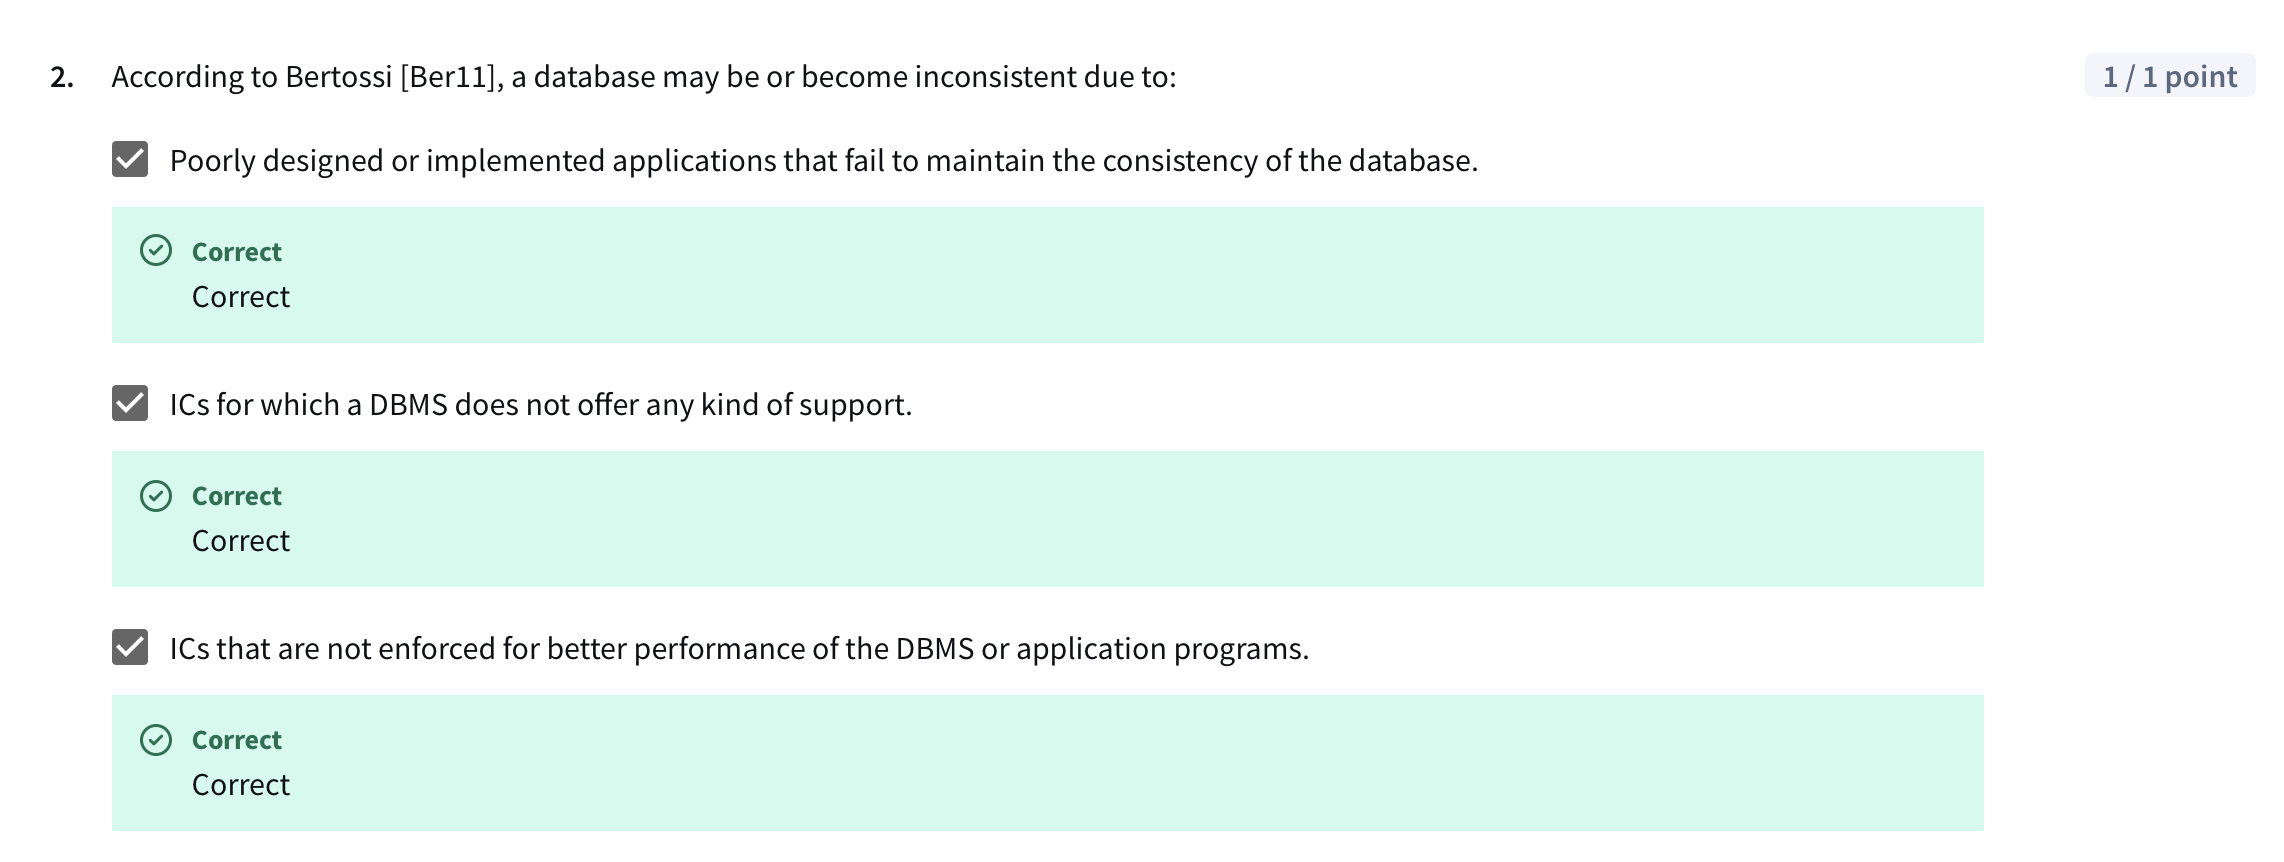 2. According to Bertossi [Ber11], a database may be or become inconsistent due to: 1 / 1 point
Poorly designed or implemented applications that fail to maintain the consistency of the database.
Correct
Correct
ICs for which a DBMS does not offer any kind of support.
Correct
Correct
ICs that are not enforced for better performance of the DBMS or application programs.
Correct
Correct